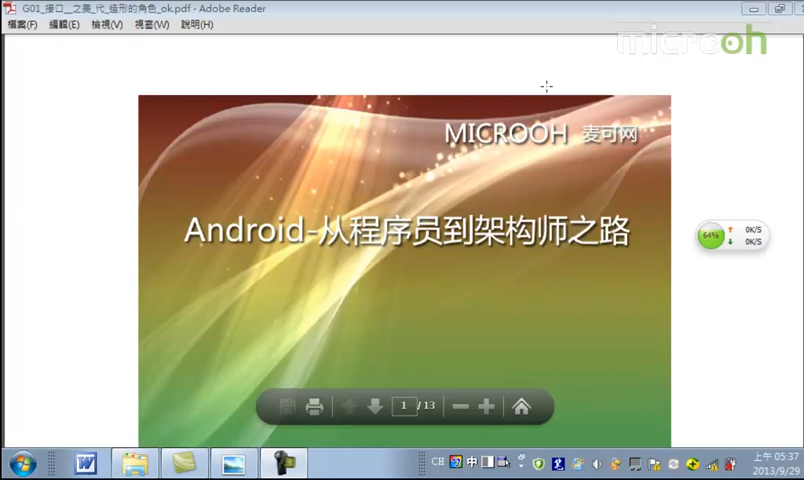 G01_接口__之美_代_造形的角色_ok.pdf - Adobe Reader
檔案(F) 編輯(E) 檢視(V) 視窗(W) 說明(H)
microoh
MICROOH 麦可网
Android-从程序员到架构师之路
64% 0K/S
0K/S
1 / 13
CH 中
上午 05:37
2013/9/29